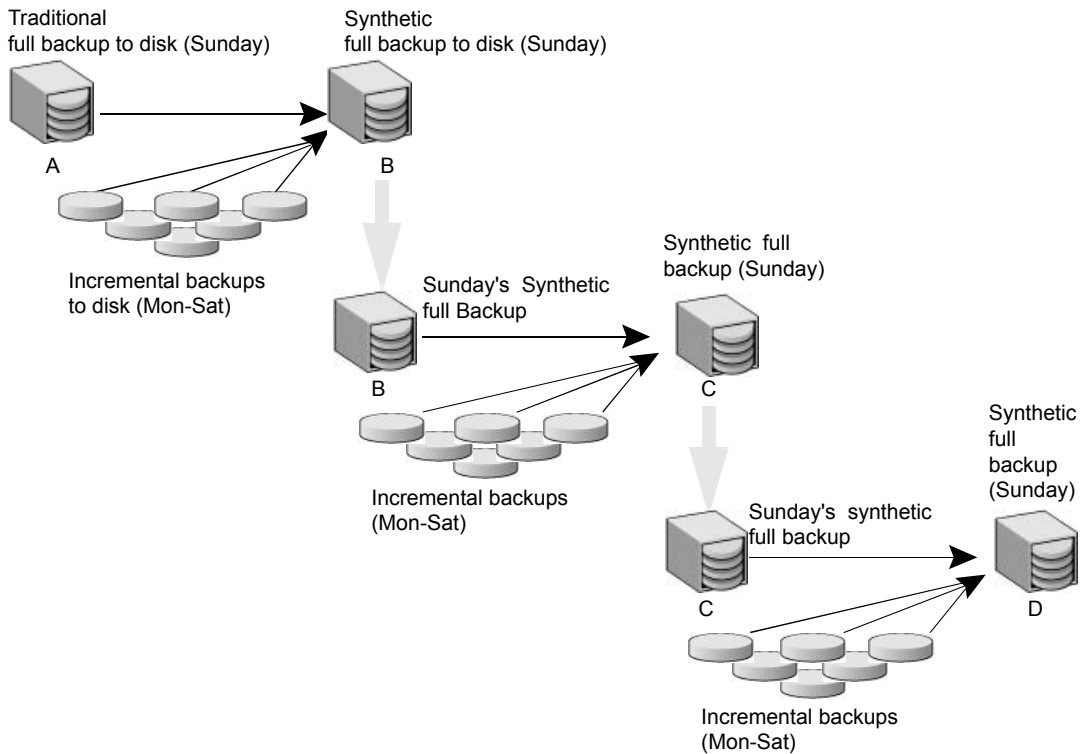 Traditional
full backup to disk (Sunday)
Synthetic
full backup to disk (Sunday)
A
B
Incremental backups
to disk (Mon-Sat)
Sunday's Synthetic
full Backup
Synthetic full
backup (Sunday)
B
C
Incremental backups
(Mon-Sat)
Synthetic
full
backup
(Sunday)
Sunday's synthetic
full backup
C
D
Incremental backups
(Mon-Sat)